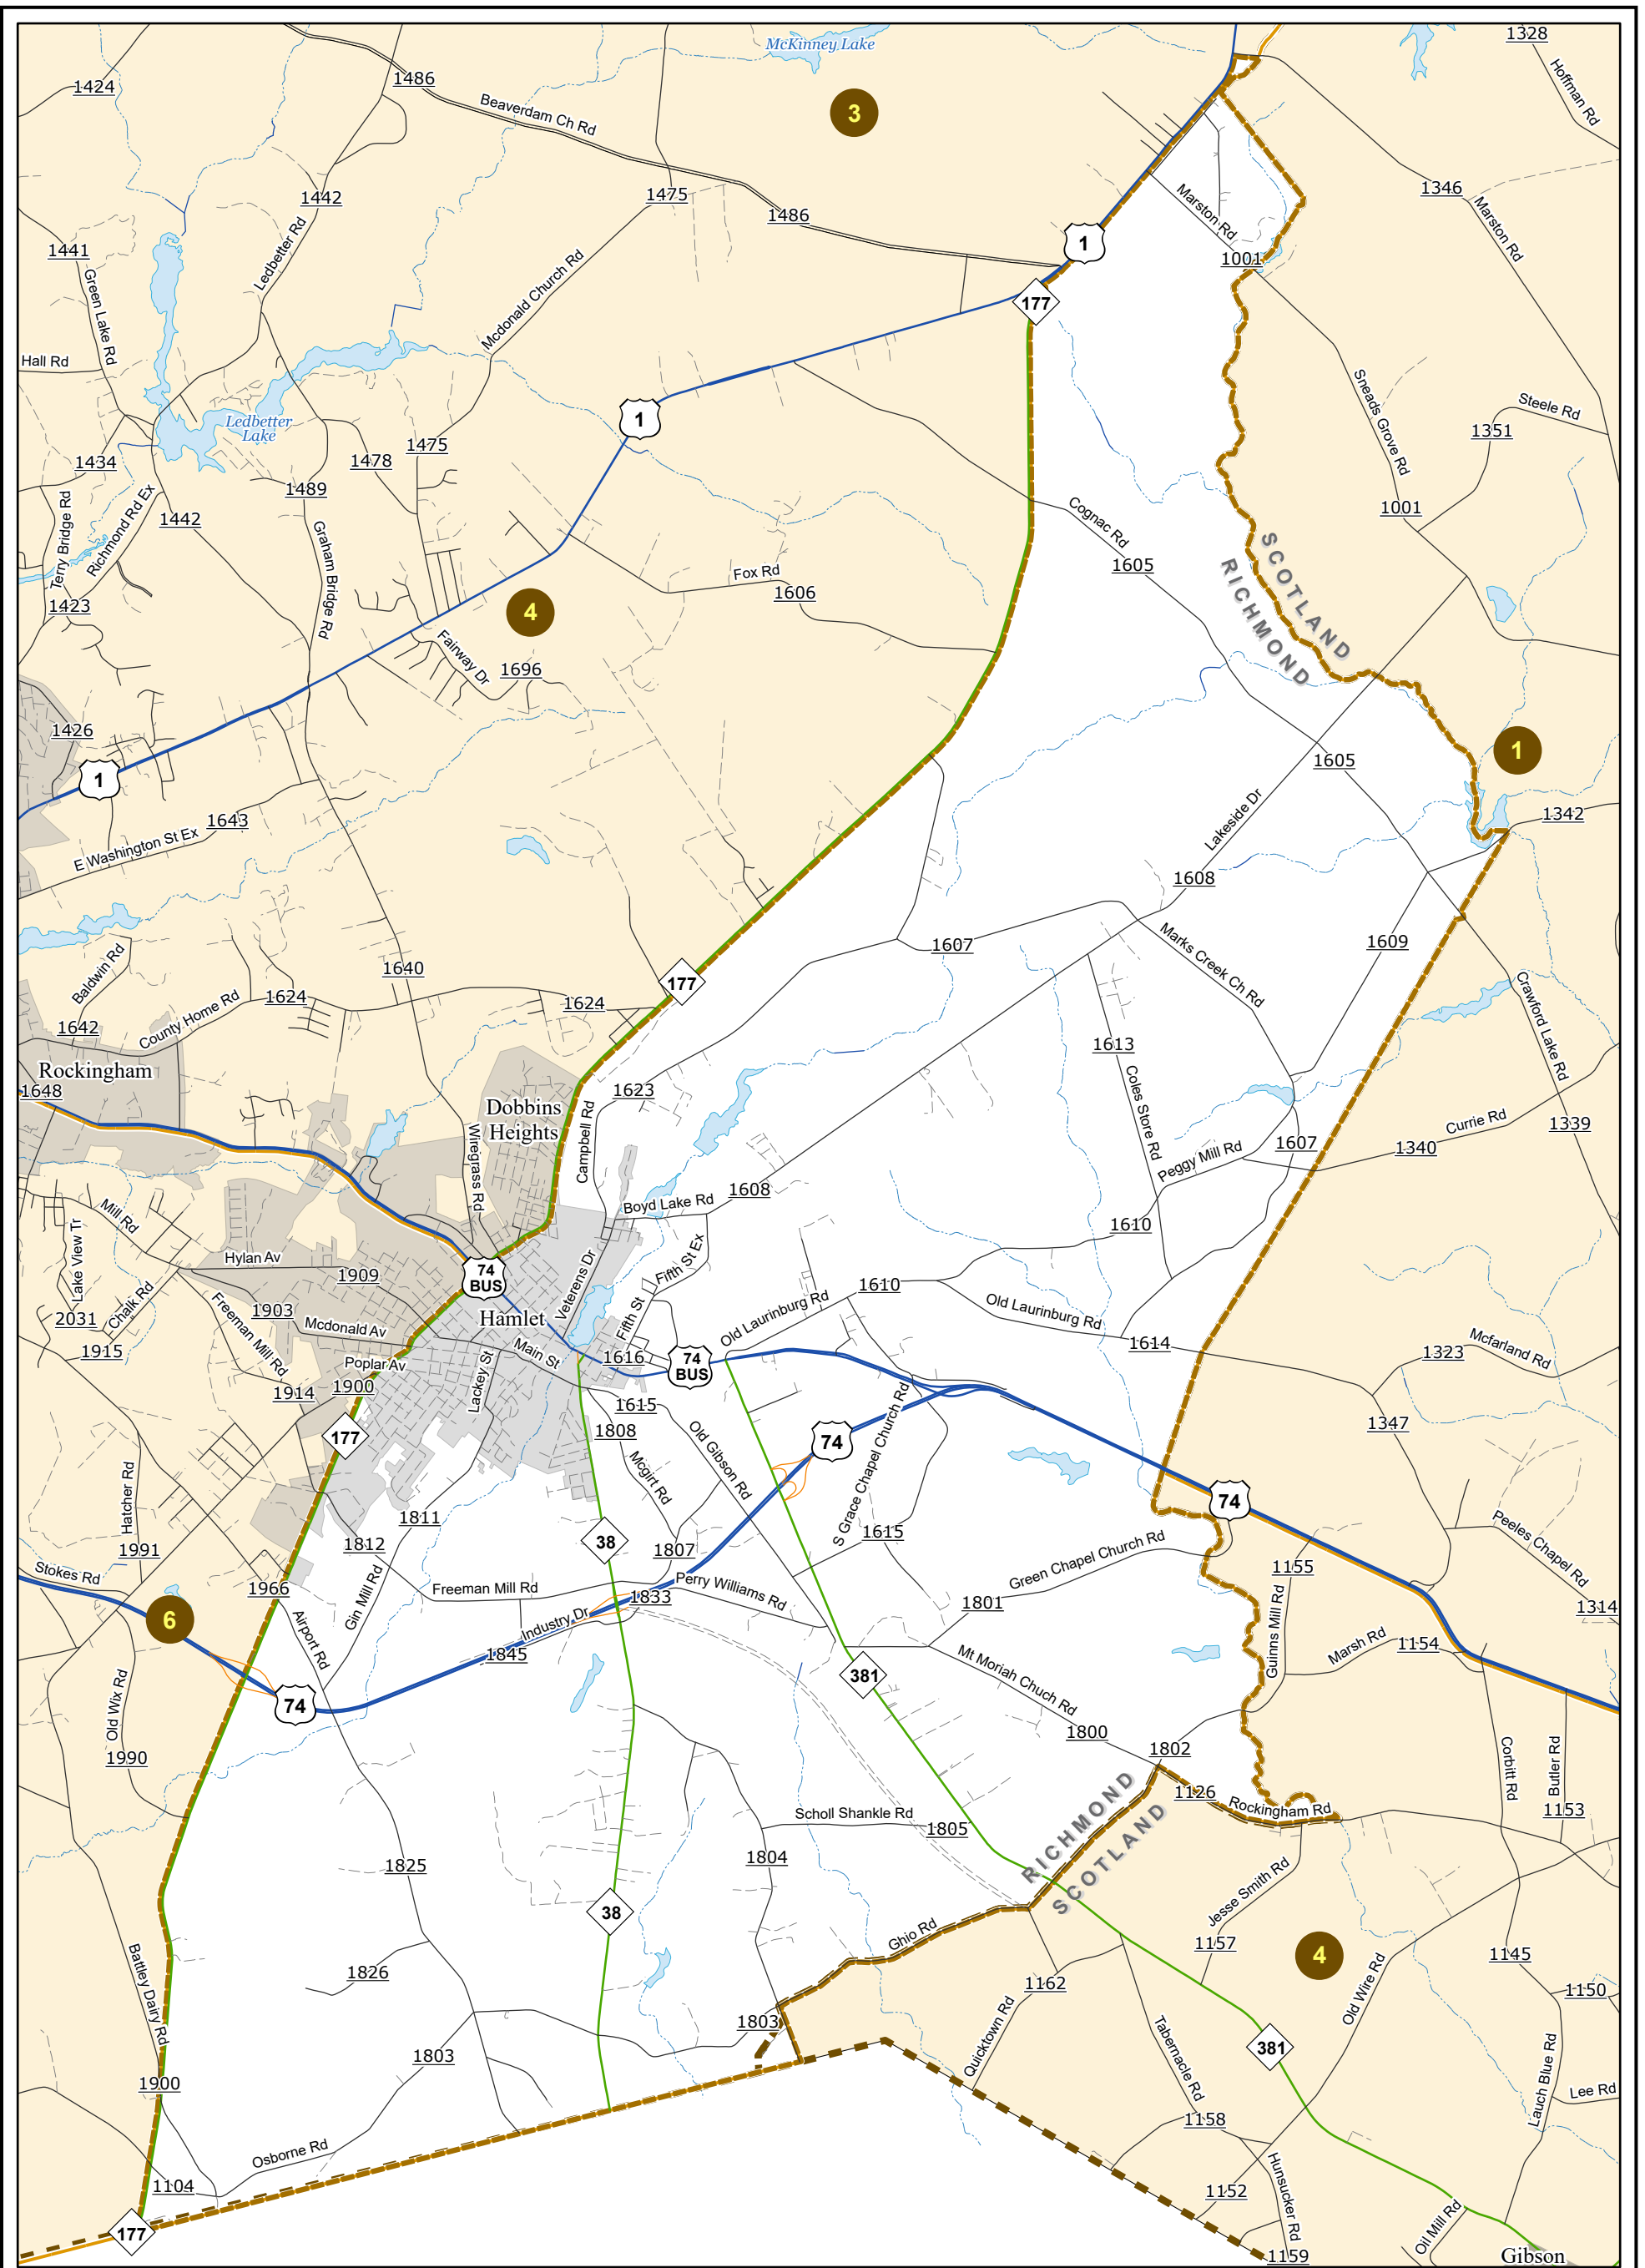 McKinney Lake
1328
Hoffman Rd
1424
1486
Beaverdam Ch Rd
3
1442
1475
1486
1346
Marston Rd
Marston Rd
1
1001
1441
Green Lake Rd
Ledbetter Rd
Mcdonald Church Rd
177
Hall Rd
Ledbetter
Lake
1
Sneads Grove Rd
Steele Rd
1351
1434
1478
1475
1489
1442
1001
Terry Bridge Rd
Richmond Rd Ex
Graham Bridge Rd
Cognac Rd
1605
SCOTLAND
RICHMOND
Fox Rd
1606
1423
4
Fairway Dr
1696
1426
1
1
1605
1342
Lakeside Dr
1643
E Washington St Ex
1608
1607
Marks Creek Ch Rd
1609
Baldwin Rd
1640
177
1624
1624
County Home Rd
1642
Crawford Lake Rd
1613
Rockingham
1648
1623
Dobbins
Heights
Campbell Rd
Coles Store Rd
Currie Rd
1339
1340
1607
Peggy Mill Rd
Wiregrass Rd
Boyd Lake Rd
1608
1610
Mill Rd
Lake View Tr
Hylan Av
1909
74
BUS
Veterens Dr
Fifth St Ex
1610
Old Laurinburg Rd
Old Laurinburg Rd
1614
Chalk Rd
2031
1903
Freeman Mill Rd
Mcdonald Av
Hamlet
Fifth St
Mcfarland Rd
1323
1915
Poplar Av
Main St
1616
74
BUS
1914
1900
Lackey St
1615
1808
Old Gibson Rd
1347
177
74
S Grace Chapel Church Rd
Mcgirt Rd
74
Hatcher Rd
1811
1812
38
1807
1615
Green Chapel Church Rd
Peeles Chapel Rd
1991
Stokes Rd
1966
Freeman Mill Rd
Perry Williams Rd
1833
1801
1155
1314
6
Airport Rd
Gin Mill Rd
Industry Dr
1845
Guinns Mill Rd
Marsh Rd
1154
Old Wix Rd
74
381
Mt Moriah Chuch Rd
1800
1990
1802
Corbitt Rd
Butler Rd
1126
Rockingham Rd
1153
Scholl Shankle Rd
1805
RICHMOND
SCOTLAND
1825
1804
38
Ghio Rd
Jesse Smith Rd
1157
4
Old Wire Rd
1145
Battley Dairy Rd
1826
1162
1150
1803
Quicktown Rd
Tabernacle Rd
381
1803
1900
Lauch Blue Rd
Lee Rd
1158
Osborne Rd
Hunsucker Rd
1104
1152
Oil Mill Rd
177
1159
Gibson